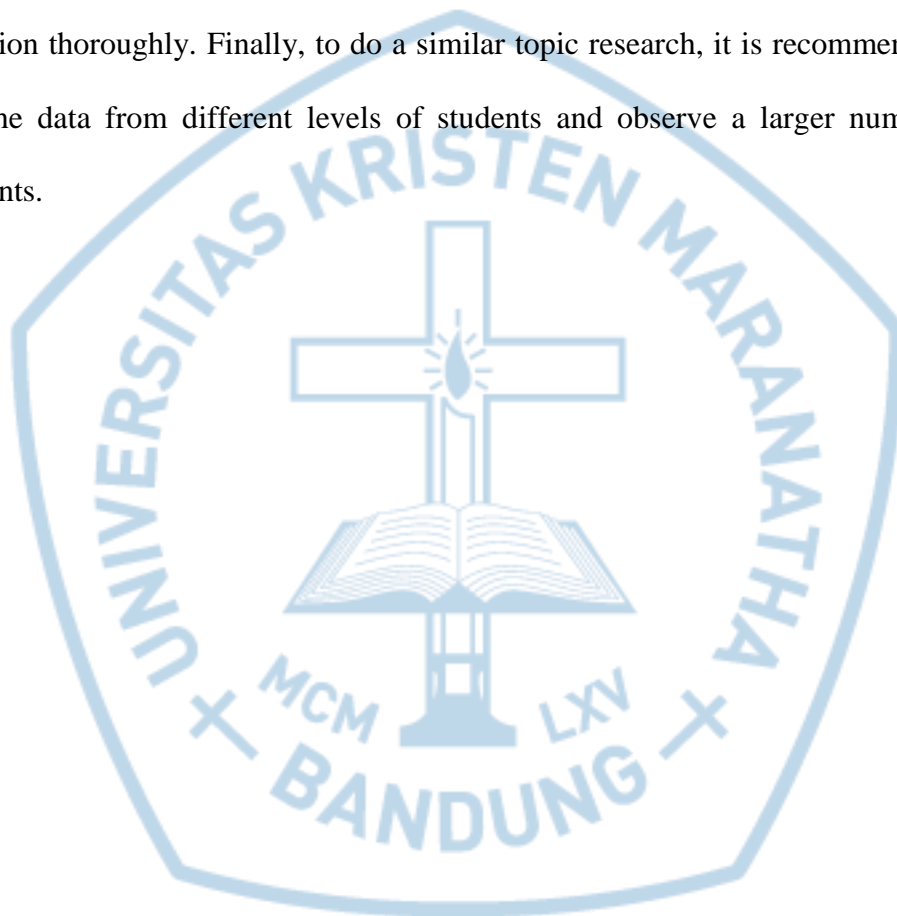 ion thoroughly. Finally, to do a similar topic research, it is recommer
ne data from different levels of students and observe a larger num
nts.
UNIVERSITAS KRISTEN MARANATHA
MCM LXV
BANDUNG